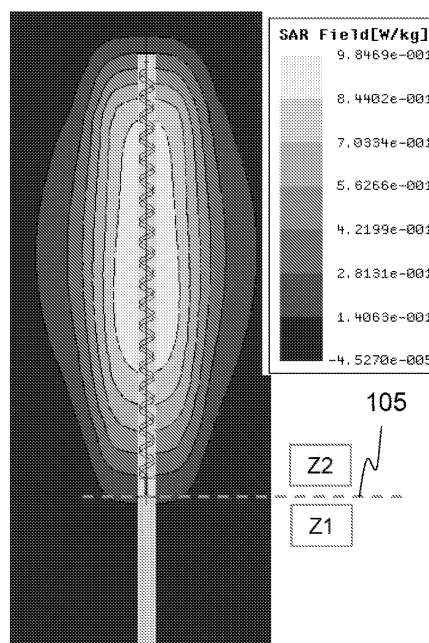 SAR Field[W/kg]
9.8469e-001
8.4402e-001
7.0334e-001
5.6266e-001
4.2199e-001
2.8131e-001
1.4063e-001
-4.5270e-005
105
Z2
Z1